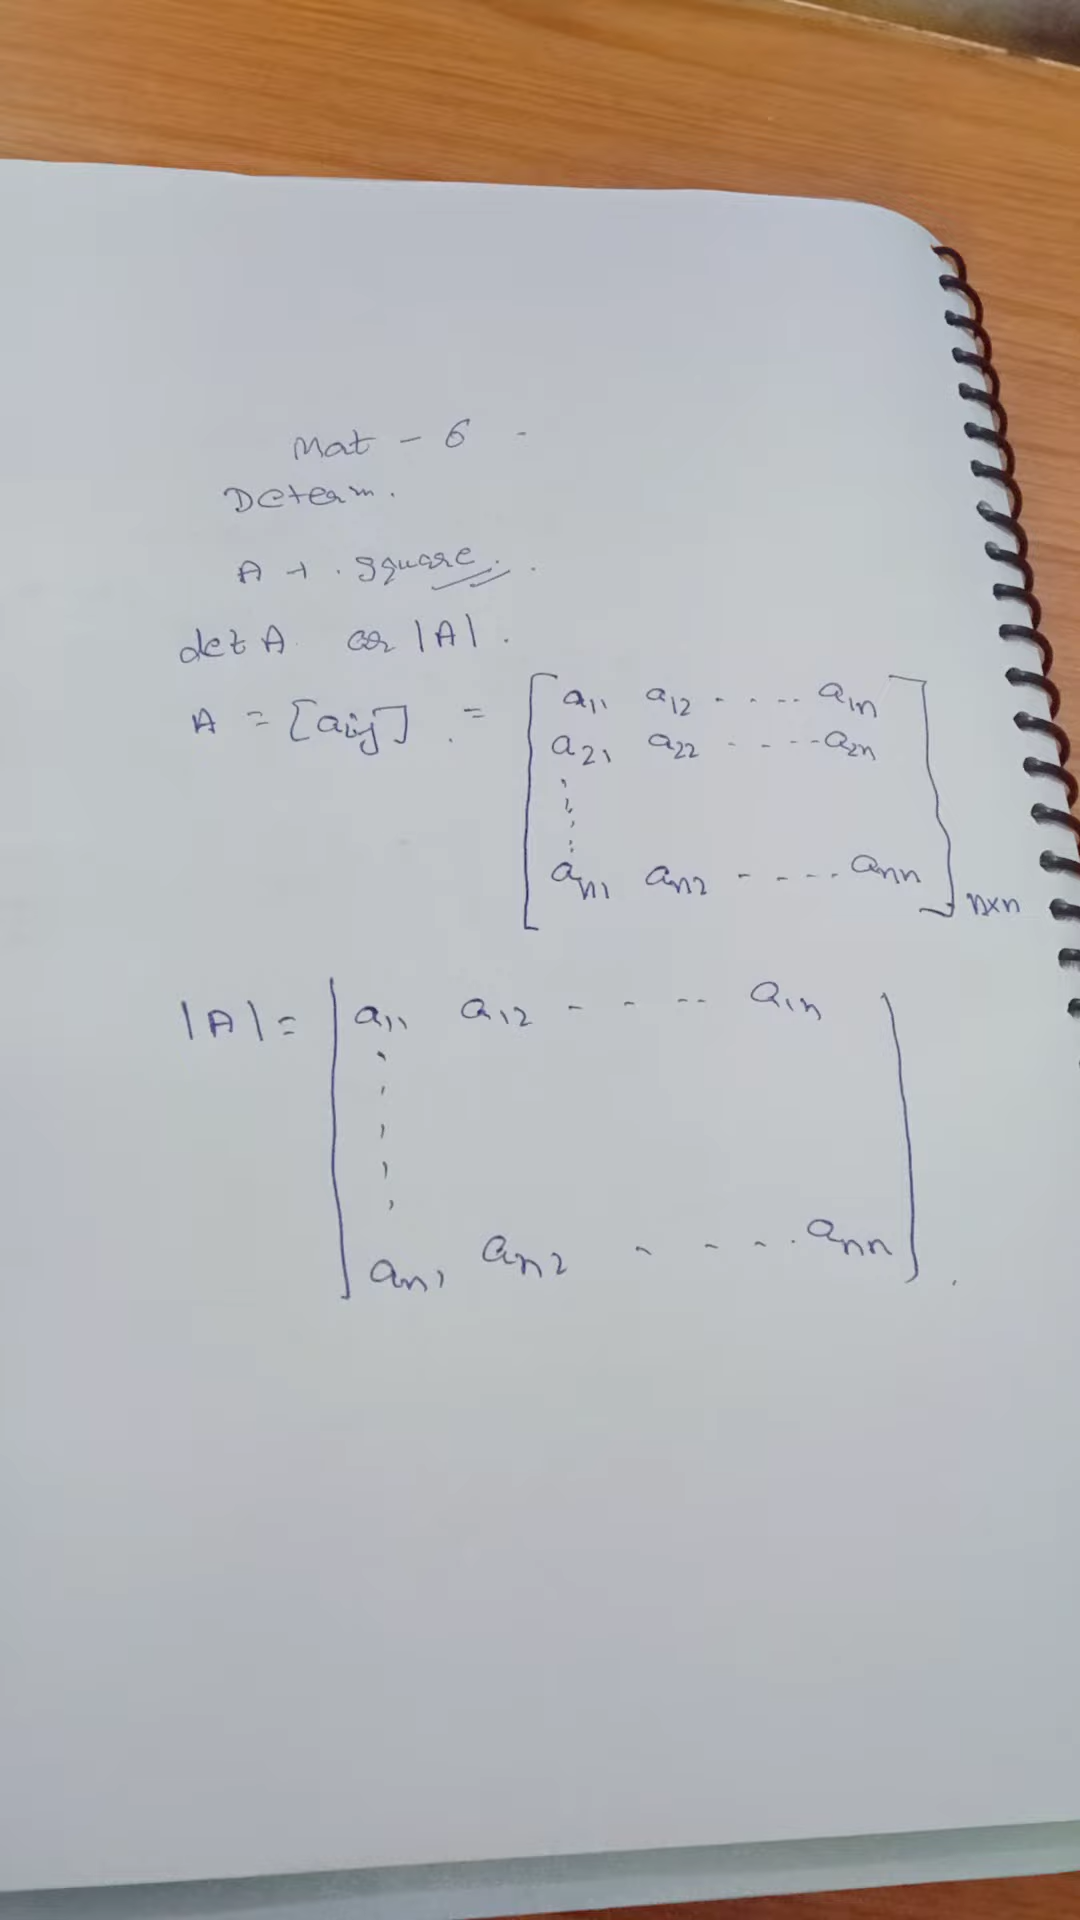 Mat - 6 -
Determ.
A → . square . .
det A or |A| .
A = [aij] . = [ a11 a12 - - - - - a1n
a21 a22 - - - - - a2n
⋮
an1 an2 - - - - - ann ] n×n
|A| = | a11 a12 - - - - a1n
⋮
an1 an2 - - - - . ann | .